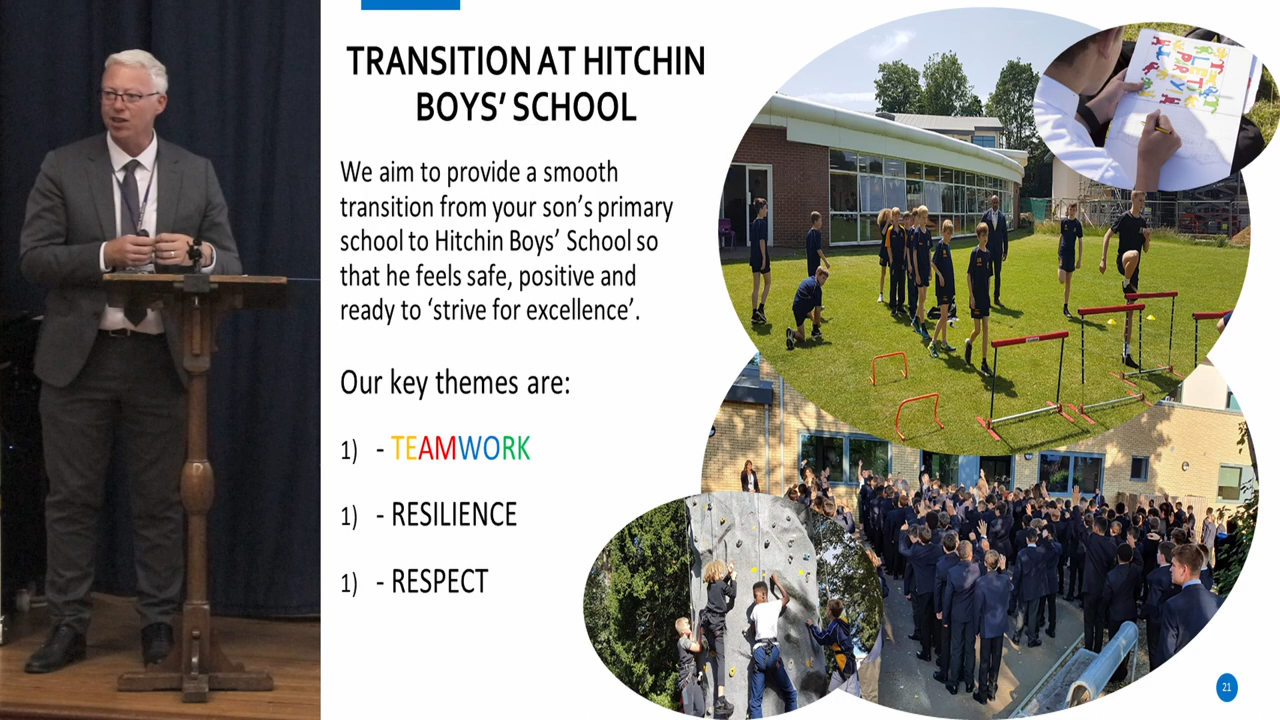 TRANSITION AT HITCHIN
BOYS’ SCHOOL
We aim to provide a smooth
transition from your son’s primary
school to Hitchin Boys’ School so
that he feels safe, positive and
ready to ‘strive for excellence’.
Our key themes are:
1) - TEAMWORK
1) - RESILIENCE
1) - RESPECT
21